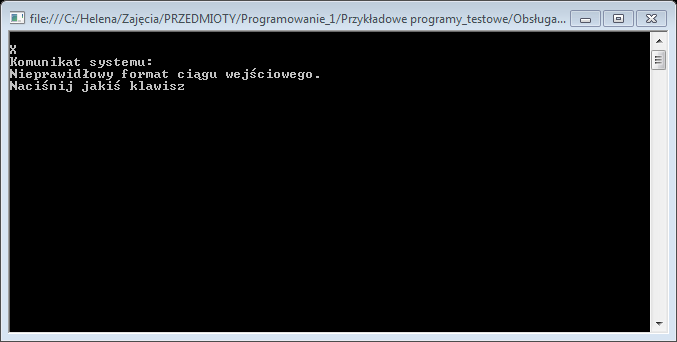 file:///C:/Helena/Zajęcia/PRZEDMIOTY/Programowanie_1/Przykładowe programy_testowe/Obsługa...
X
Komunikat systemu:
Nieprawidłowy format ciągu wejściowego.
Naciśnij jakiś klawisz